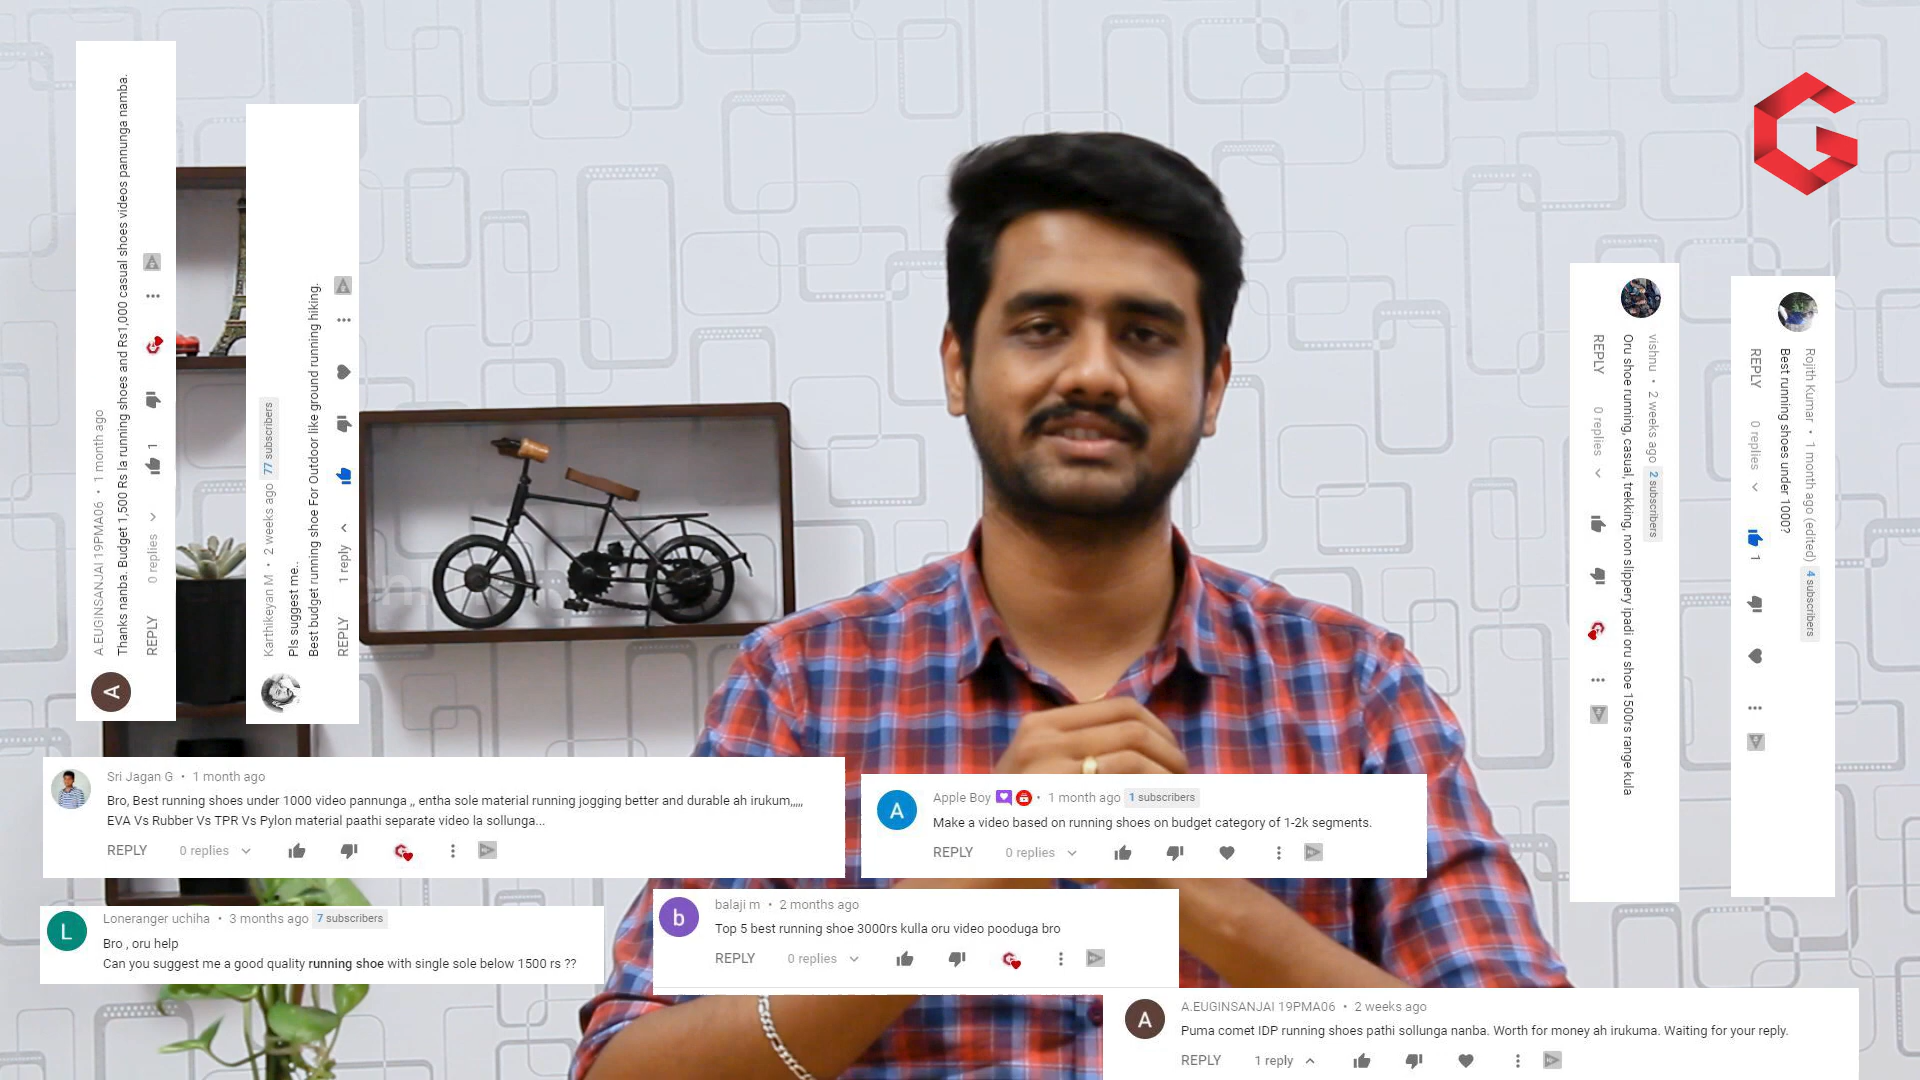 A.EUGINSANJAI 19PMA06 • 1 month ago
Thanks nanba. Budget 1,500 Rs la running shoes and Rs1,000 casual shoes videos pannunga namba.
REPLY 0 replies 1
Karthikeyan M • 2 weeks ago 77 subscribers
Pls suggest me..
Best budget running shoe For Outdoor like ground running hiking.
REPLY 1 reply
vishnu • 2 weeks ago 2 subscribers
Oru shoe running, casual, trekking, non slippery ipadi oru shoe 1500rs range kula
REPLY 0 replies
Rojith Kumar • 1 month ago (edited) 4 subscribers
Best running shoes under 1000?
REPLY 0 replies 1
Sri Jagan G • 1 month ago
Bro, Best running shoes under 1000 video pannunga ,, entha sole material running jogging better and durable ah irukum,,,,,
EVA Vs Rubber Vs TPR Vs Pylon material paathi separate video la sollunga...
REPLY 0 replies
A
Apple Boy • 1 month ago 1 subscribers
Make a video based on running shoes on budget category of 1-2k segments.
REPLY 0 replies
L
Loneranger uchiha • 3 months ago 7 subscribers
Bro , oru help
Can you suggest me a good quality running shoe with single sole below 1500 rs ??
b
balaji m • 2 months ago
Top 5 best running shoe 3000rs kulla oru video pooduga bro
REPLY 0 replies
A
A.EUGINSANJAI 19PMA06 • 2 weeks ago
Puma comet IDP running shoes pathi sollunga nanba. Worth for money ah irukuma. Waiting for your reply.
REPLY 1 reply
A
G